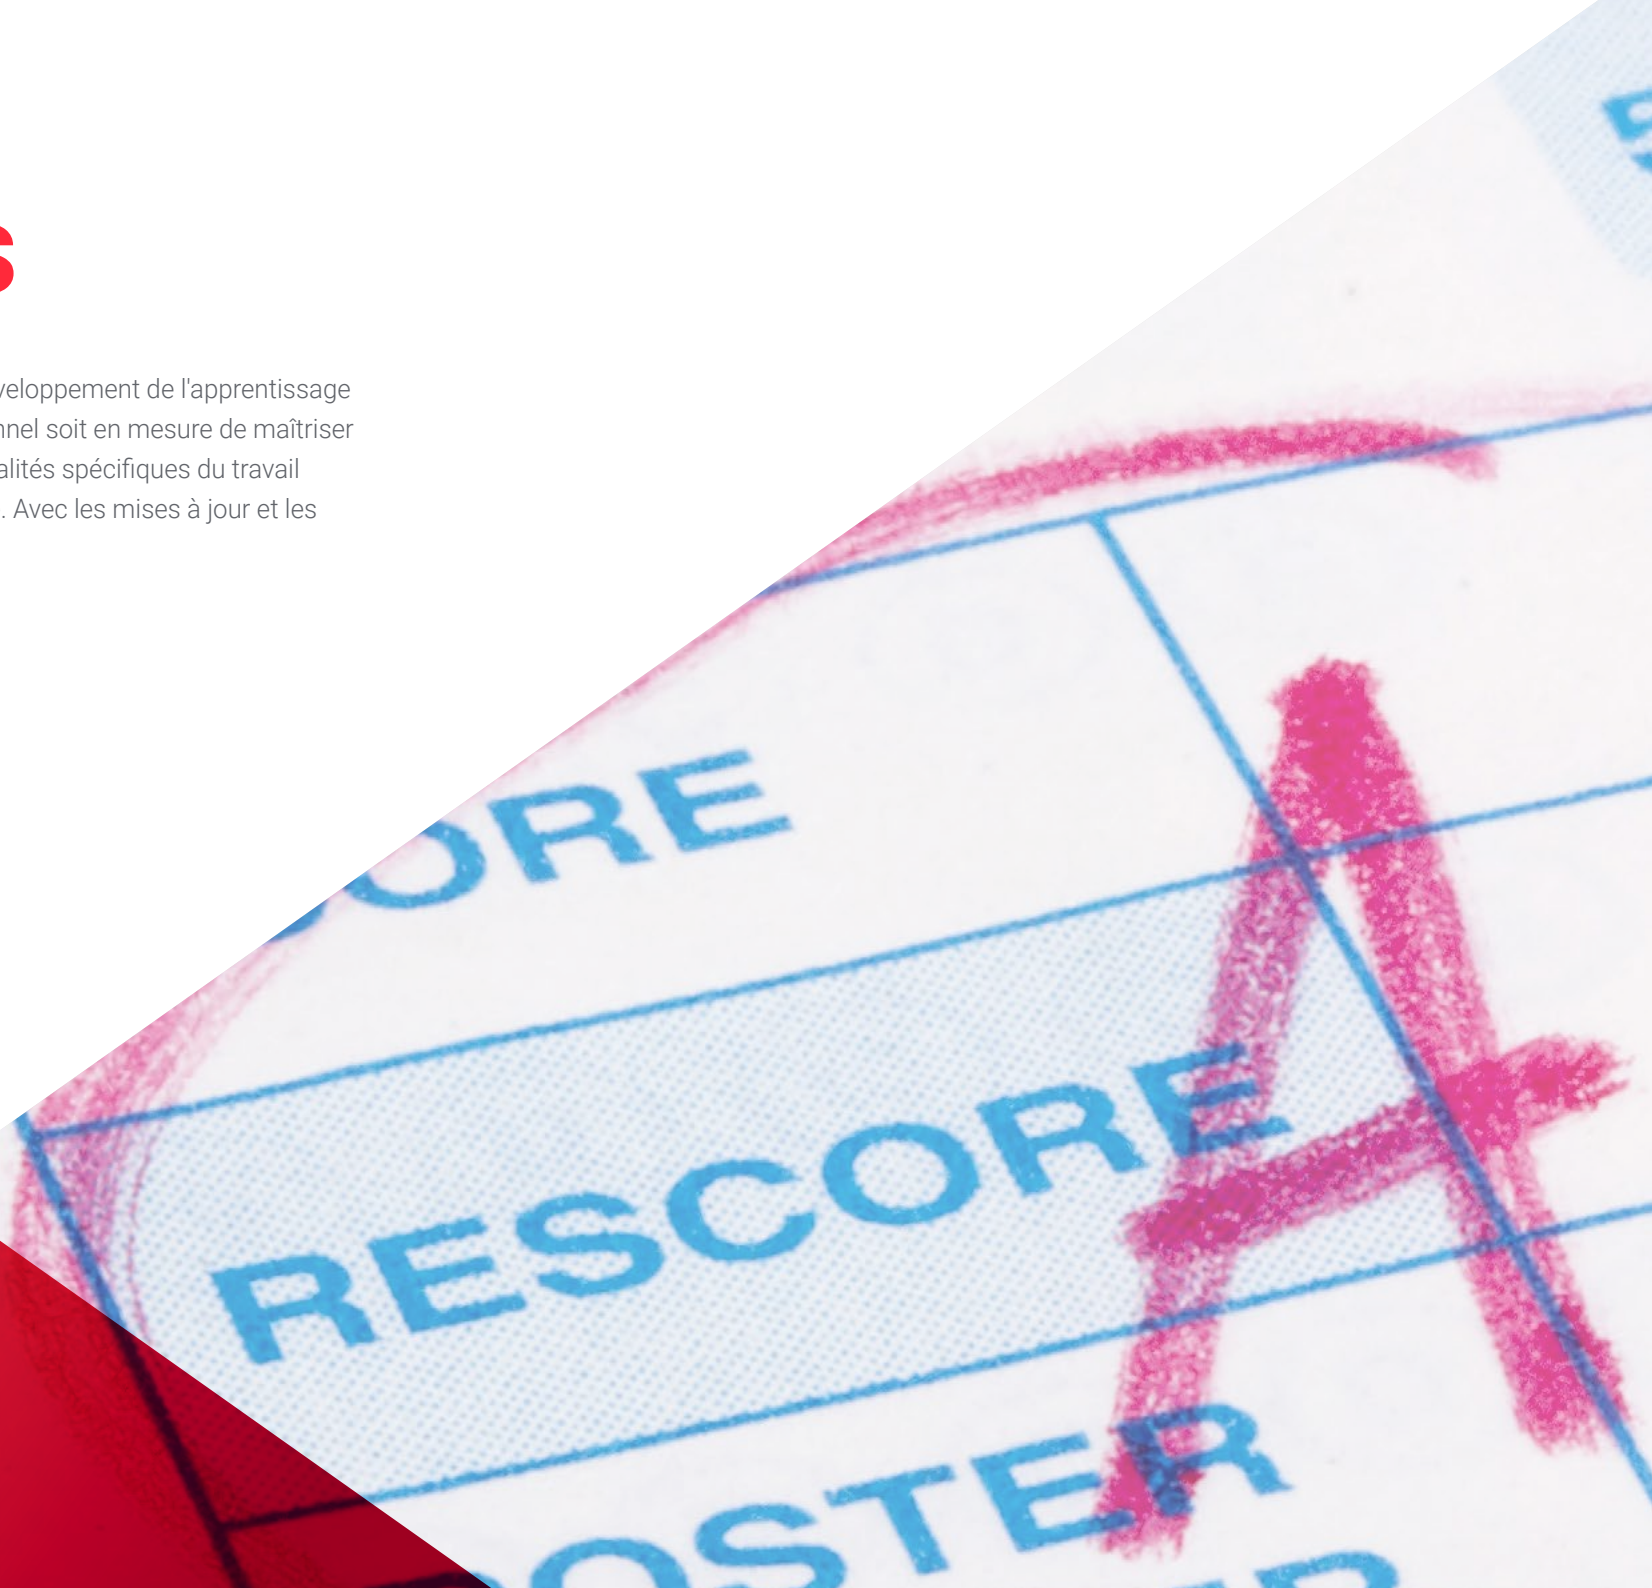 s
veloppement de l'apprentissage
nnel soit en mesure de maîtriser
alités spécifiques du travail
. Avec les mises à jour et les
ORE
RESCORE
A
OSTER